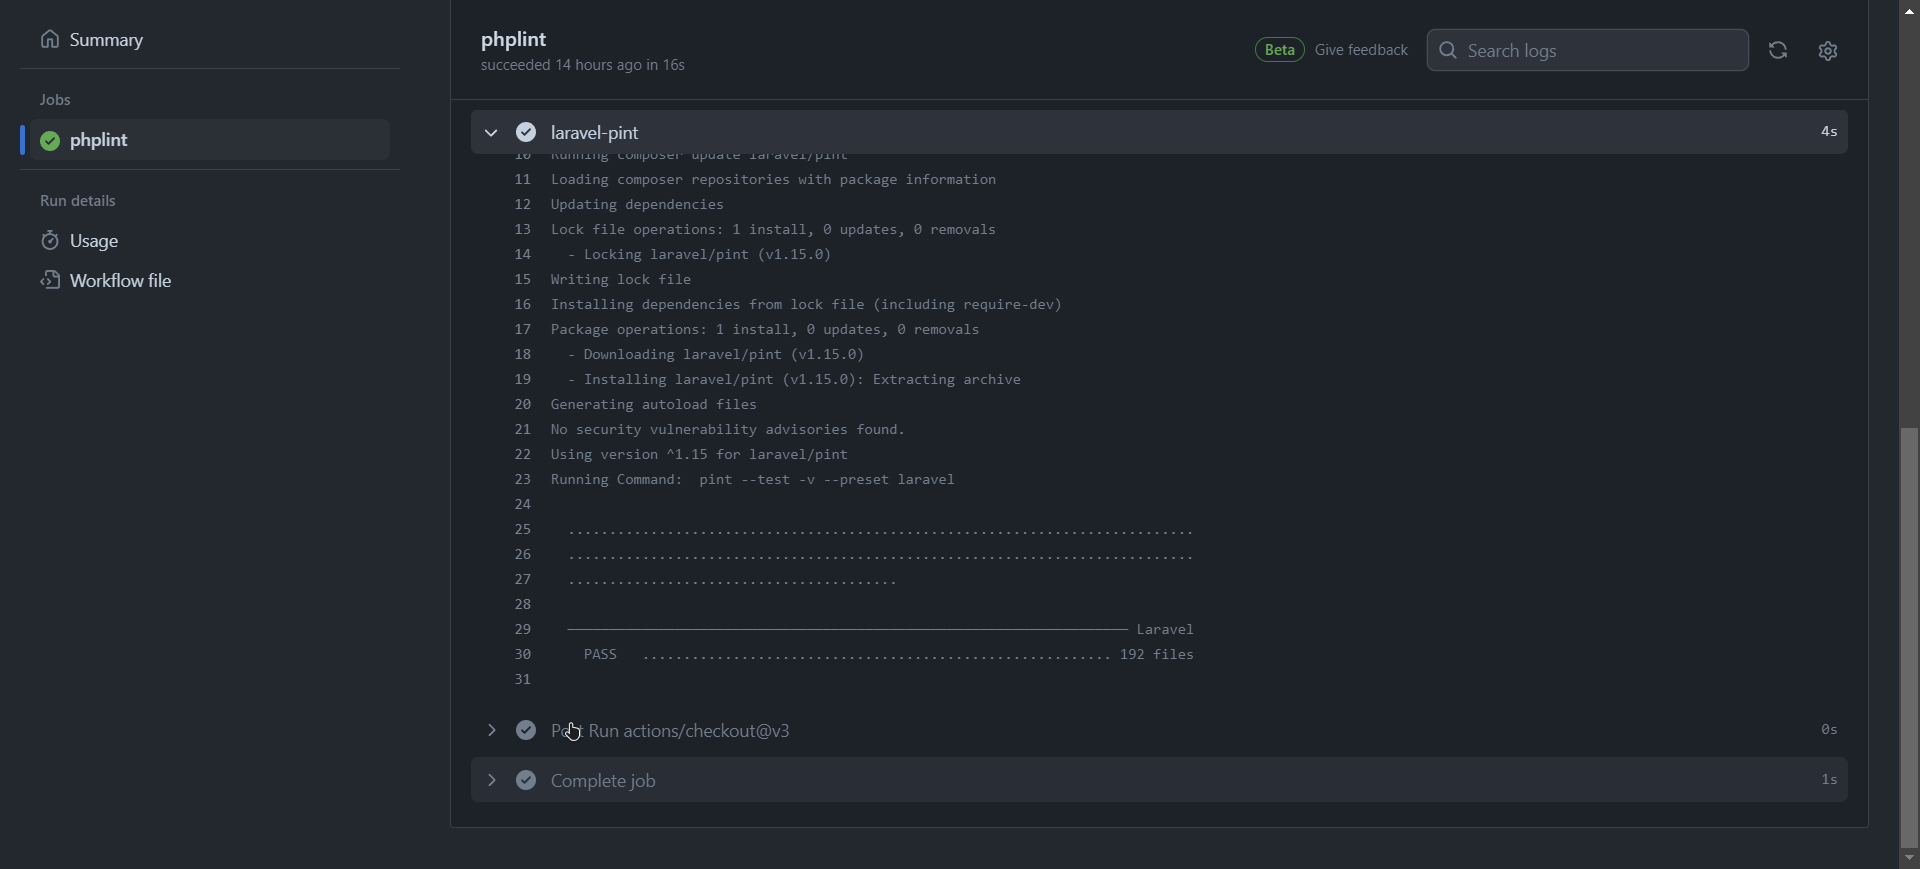 Summary
Jobs
phplint
Run details
Usage
Workflow file
phplint
succeeded 14 hours ago in 16s
Beta
Give feedback
Search logs
laravel-pint
4s
10 Running composer update laravel/pint
11 Loading composer repositories with package information
12 Updating dependencies
13 Lock file operations: 1 install, 0 updates, 0 removals
14 - Locking laravel/pint (v1.15.0)
15 Writing lock file
16 Installing dependencies from lock file (including require-dev)
17 Package operations: 1 install, 0 updates, 0 removals
18 - Downloading laravel/pint (v1.15.0)
19 - Installing laravel/pint (v1.15.0): Extracting archive
20 Generating autoload files
21 No security vulnerability advisories found.
22 Using version ^1.15 for laravel/pint
23 Running Command: pint --test -v --preset laravel
24
25 ............................................................................
26 ............................................................................
27 ........................................
28
29 ──────────────────────────────────────────────────────────────────── Laravel
30 PASS ......................................................... 192 files
31
Post Run actions/checkout@v3
0s
Complete job
1s